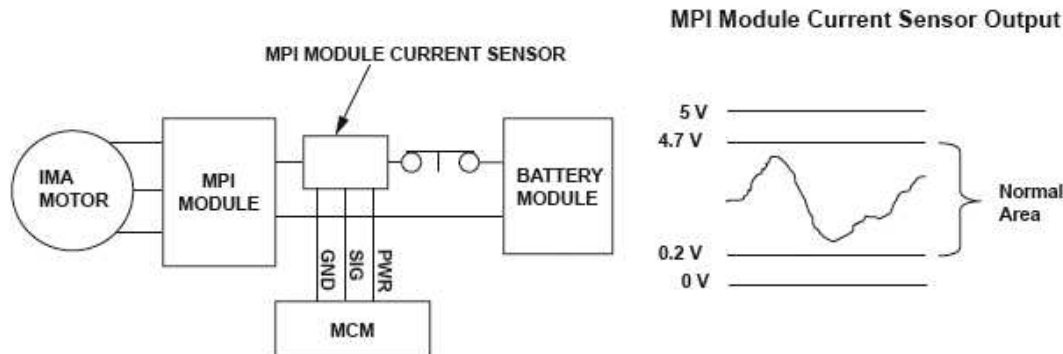 MPI Module Current Sensor Output
MPI MODULE CURRENT SENSOR
IMA
MOTOR
MPI
MODULE
BATTERY
MODULE
GND
SIG
PWR
MCM
5 V
4.7 V
0.2 V
0 V
Normal
Area